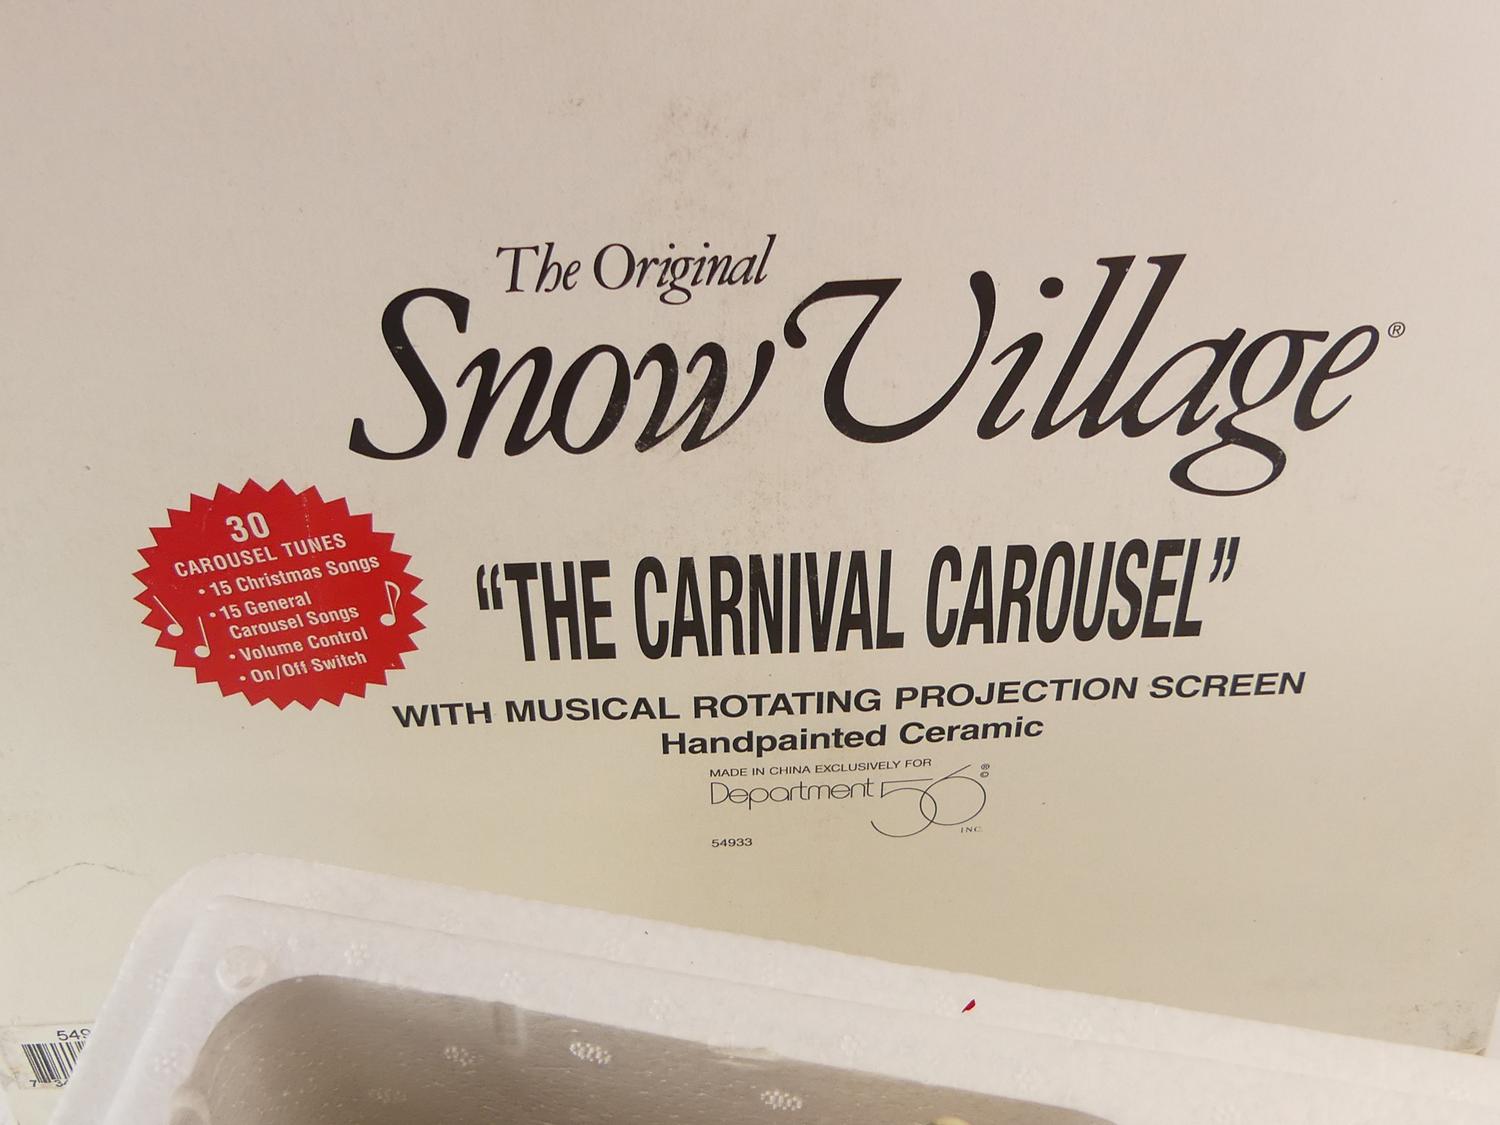 The Original
Snow Village®
30
CAROUSEL TUNES
• 15 Christmas Songs
• 15 General
Carousel Songs
• Volume Control
• On/Off Switch
“THE CARNIVAL CAROUSEL”
WITH MUSICAL ROTATING PROJECTION SCREEN
Handpainted Ceramic
MADE IN CHINA EXCLUSIVELY FOR
Department 56 ® ©
INC.
54933